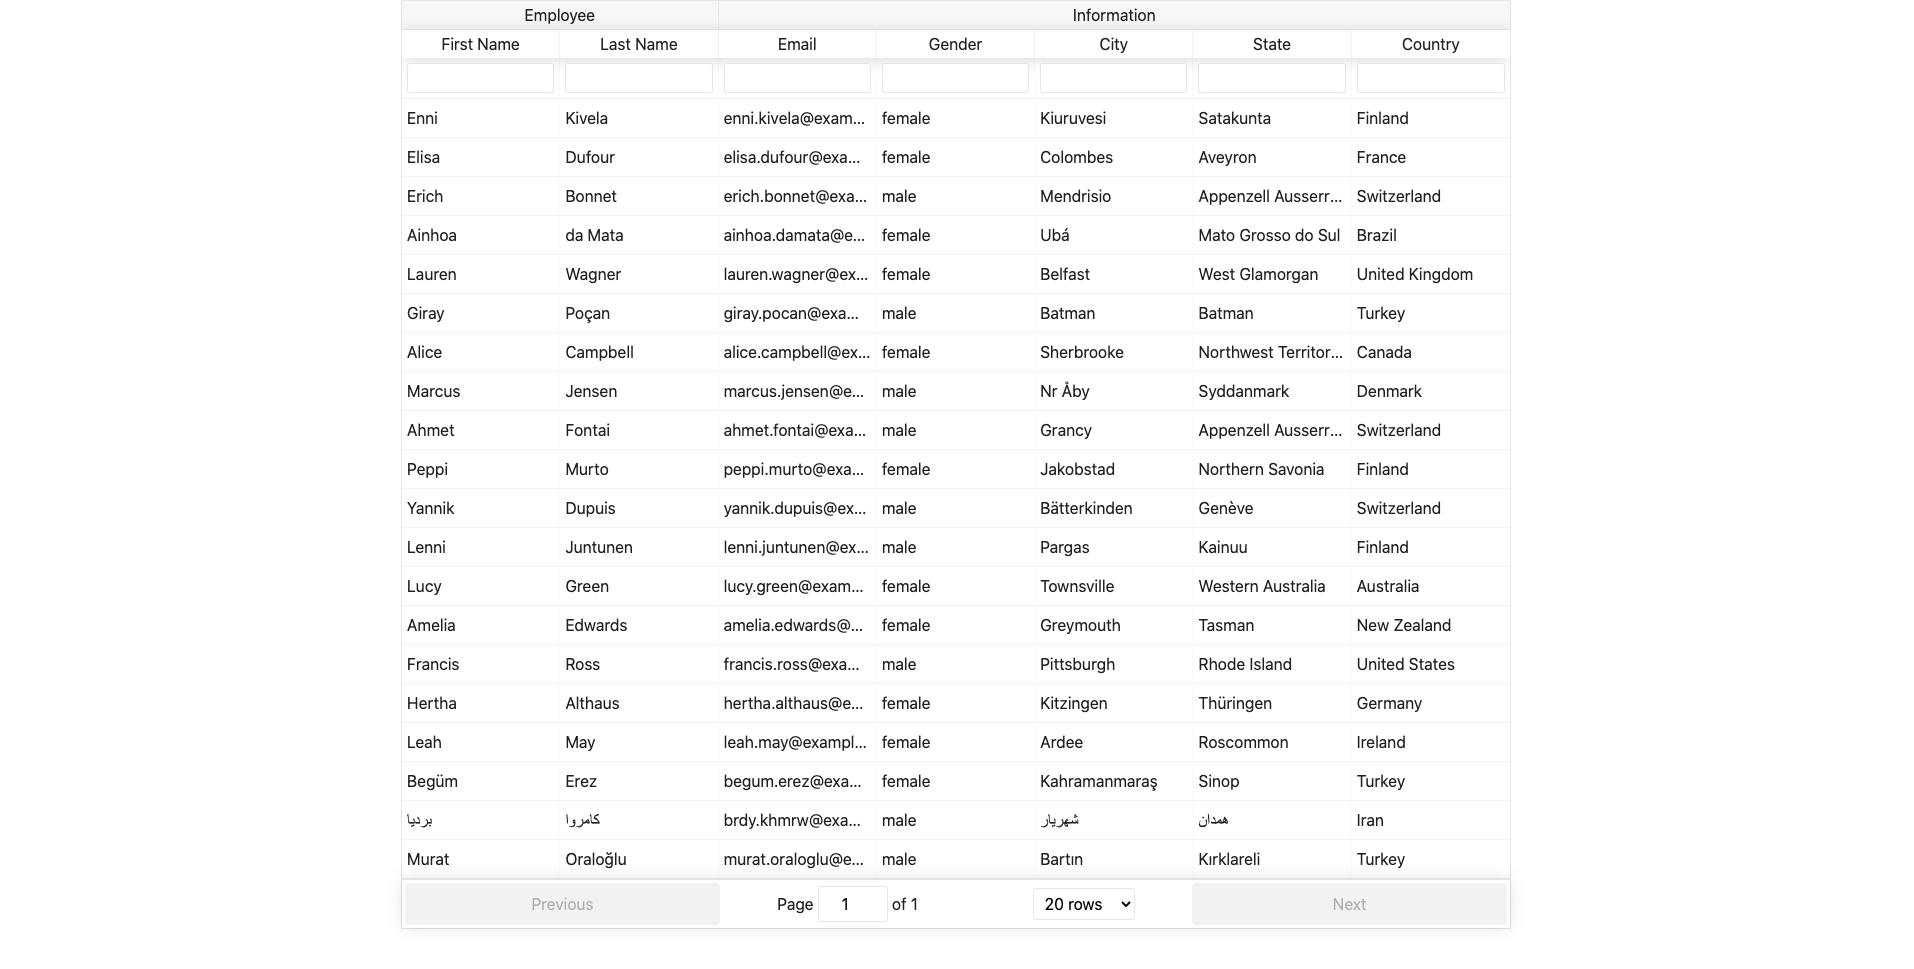 Employee Information
First Name Last Name Email Gender City State Country
Enni Kivela enni.kivela@exam... female Kiuruvesi Satakunta Finland
Elisa Dufour elisa.dufour@exa... female Colombes Aveyron France
Erich Bonnet erich.bonnet@exa... male Mendrisio Appenzell Ausserr... Switzerland
Ainhoa da Mata ainhoa.damata@e... female Ubá Mato Grosso do Sul Brazil
Lauren Wagner lauren.wagner@ex... female Belfast West Glamorgan United Kingdom
Giray Poçan giray.pocan@exa... male Batman Batman Turkey
Alice Campbell alice.campbell@ex... female Sherbrooke Northwest Territor... Canada
Marcus Jensen marcus.jensen@e... male Nr Åby Syddanmark Denmark
Ahmet Fontai ahmet.fontai@exa... male Grancy Appenzell Ausserr... Switzerland
Peppi Murto peppi.murto@exa... female Jakobstad Northern Savonia Finland
Yannik Dupuis yannik.dupuis@ex... male Bätterkinden Genève Switzerland
Lenni Juntunen lenni.juntunen@ex... male Pargas Kainuu Finland
Lucy Green lucy.green@exam... female Townsville Western Australia Australia
Amelia Edwards amelia.edwards@... female Greymouth Tasman New Zealand
Francis Ross francis.ross@exa... male Pittsburgh Rhode Island United States
Hertha Althaus hertha.althaus@e... female Kitzingen Thüringen Germany
Leah May leah.may@exampl... female Ardee Roscommon Ireland
Begüm Erez begum.erez@exa... female Kahramanmaraş Sinop Turkey
بردیا کامروا brdy.khmrw@exa... male شهریار همدان Iran
Murat Oraloğlu murat.oraloglu@e... male Bartın Kırklareli Turkey
Previous Page 1 of 1 20 rows Next